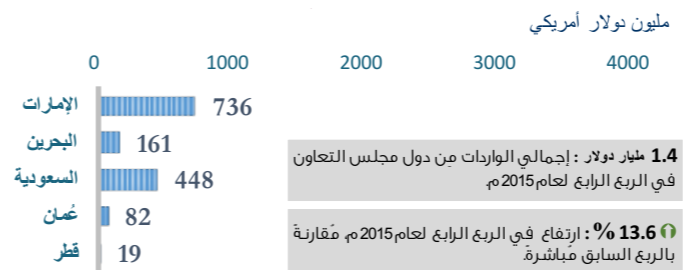 مليون دولار أمريكي
0 1000 2000 3000 4000
الإمارات 736
البحرين 161
السعودية 448
عُمان 82
قطر 19
1.4 مليار دولار : إجمالي الواردات من دول مجلس التعاون
في الربع الرابع لعام 2015م.
13.6 % : ارتفاع في الربع الرابع لعام 2015م، مُقارنةً
بالربع السابق مُباشرةً.